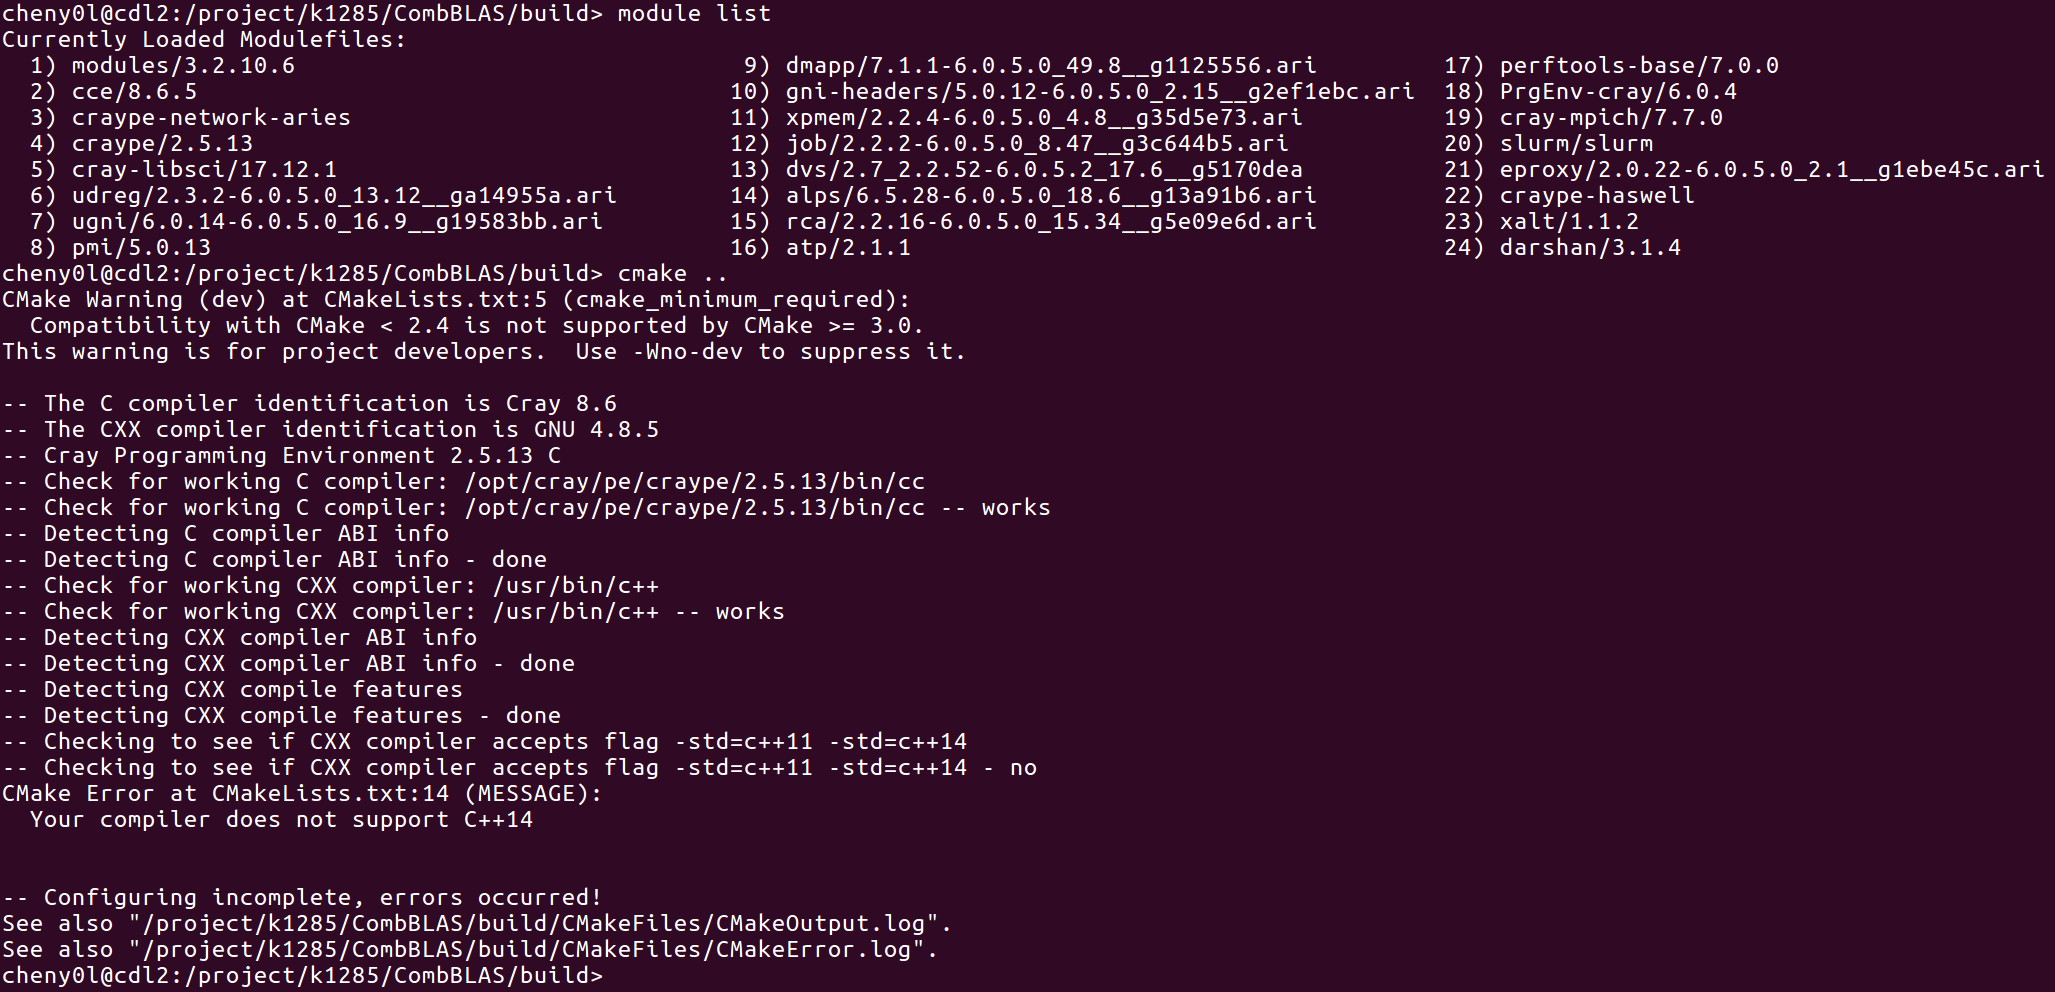 cheny0l@cdl2:/project/k1285/CombBLAS/build> module list
Currently Loaded Modulefiles:
  1) modules/3.2.10.6                                9) dmapp/7.1.1-6.0.5.0_49.8__g1125556.ari         17) perftools-base/7.0.0
  2) cce/8.6.5                                      10) gni-headers/5.0.12-6.0.5.0_2.15__g2ef1ebc.ari  18) PrgEnv-cray/6.0.4
  3) craype-network-aries                           11) xpmem/2.2.4-6.0.5.0_4.8__g35d5e73.ari          19) cray-mpich/7.7.0
  4) craype/2.5.13                                  12) job/2.2.2-6.0.5.0_8.47__g3c644b5.ari           20) slurm/slurm
  5) cray-libsci/17.12.1                            13) dvs/2.7_2.2.52-6.0.5.2_17.6__g5170dea          21) eproxy/2.0.22-6.0.5.0_2.1__g1ebe45c.ari
  6) udreg/2.3.2-6.0.5.0_13.12__ga14955a.ari        14) alps/6.5.28-6.0.5.0_18.6__g13a91b6.ari         22) craype-haswell
  7) ugni/6.0.14-6.0.5.0_16.9__g19583bb.ari         15) rca/2.2.16-6.0.5.0_15.34__g5e09e6d.ari         23) xalt/1.1.2
  8) pmi/5.0.13                                     16) atp/2.1.1                                      24) darshan/3.1.4
cheny0l@cdl2:/project/k1285/CombBLAS/build> cmake ..
CMake Warning (dev) at CMakeLists.txt:5 (cmake_minimum_required):
  Compatibility with CMake < 2.4 is not supported by CMake >= 3.0.
This warning is for project developers.  Use -Wno-dev to suppress it.

-- The C compiler identification is Cray 8.6
-- The CXX compiler identification is GNU 4.8.5
-- Cray Programming Environment 2.5.13 C
-- Check for working C compiler: /opt/cray/pe/craype/2.5.13/bin/cc
-- Check for working C compiler: /opt/cray/pe/craype/2.5.13/bin/cc -- works
-- Detecting C compiler ABI info
-- Detecting C compiler ABI info - done
-- Check for working CXX compiler: /usr/bin/c++
-- Check for working CXX compiler: /usr/bin/c++ -- works
-- Detecting CXX compiler ABI info
-- Detecting CXX compiler ABI info - done
-- Detecting CXX compile features
-- Detecting CXX compile features - done
-- Checking to see if CXX compiler accepts flag -std=c++11 -std=c++14
-- Checking to see if CXX compiler accepts flag -std=c++11 -std=c++14 - no
CMake Error at CMakeLists.txt:14 (MESSAGE):
  Your compiler does not support C++14

-- Configuring incomplete, errors occurred!
See also "/project/k1285/CombBLAS/build/CMakeFiles/CMakeOutput.log".
See also "/project/k1285/CombBLAS/build/CMakeFiles/CMakeError.log".
cheny0l@cdl2:/project/k1285/CombBLAS/build>